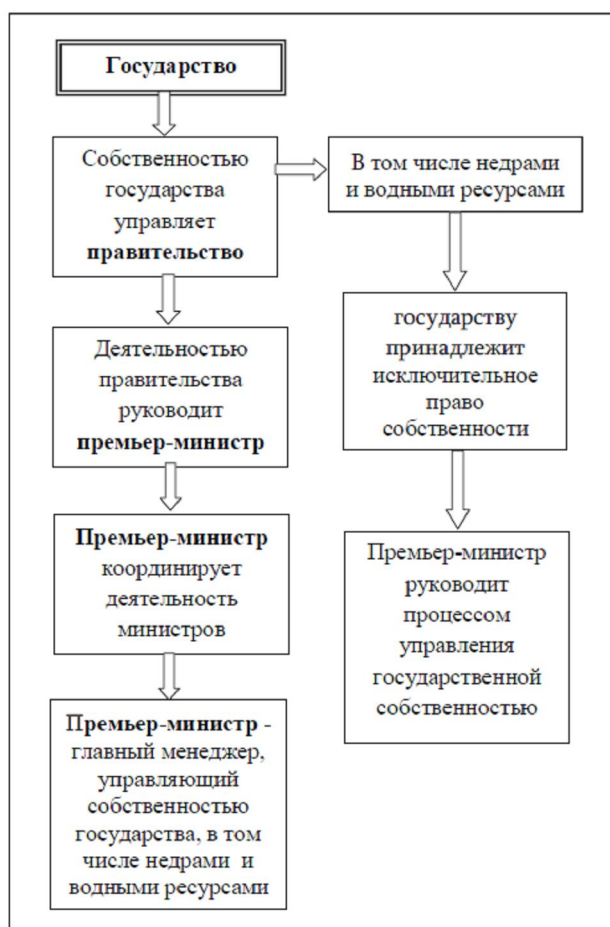 Государство
Собственностью
государства
управляет
правительство
В том числе недрами
и водными ресурсами
Деятельностью
правительства
руководит
премьер-министр
государству
принадлежит
исключительное
право
собственности
Премьер-министр
координирует
деятельность
министров
Премьер-министр
руководит
процессом
управления
государственной
собственностью
Премьер-министр -
главный менеджер,
управляющий
собственностью
государства, в том
числе недрами и
водными ресурсами